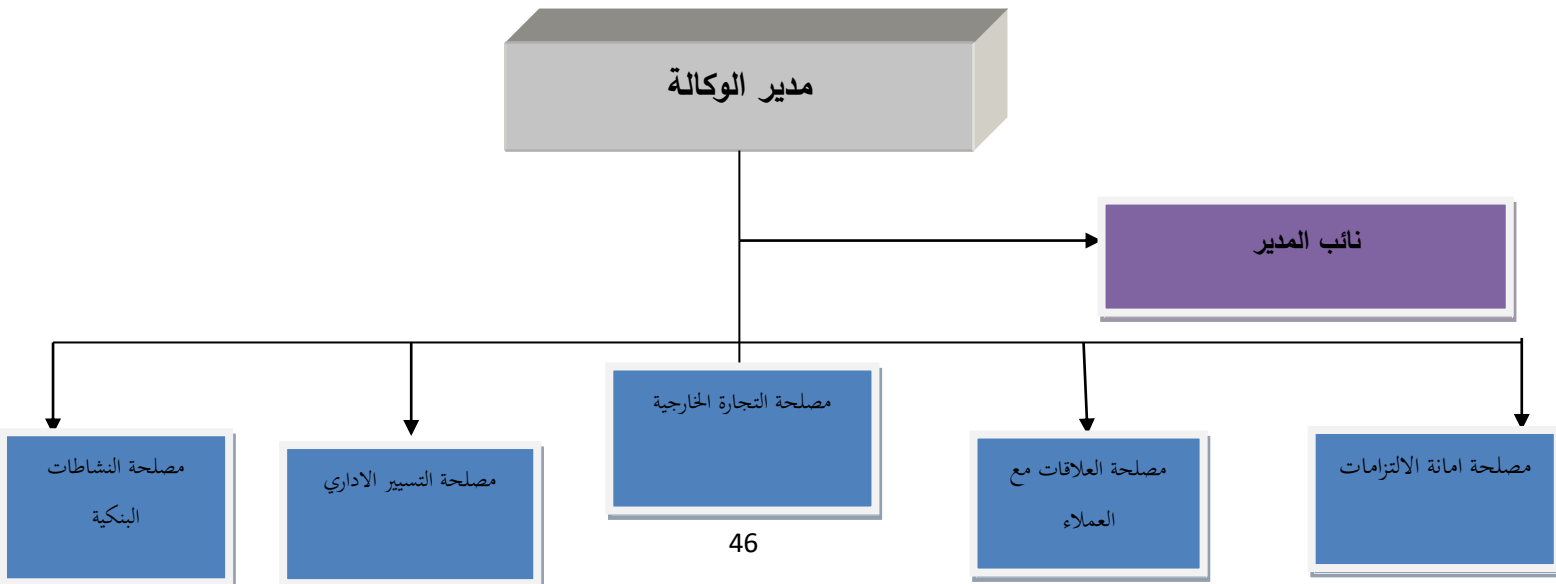 مدير الوكالة
نائب المدير
مصلحة التجارة الخارجية
مصلحة امانة الالتزامات
مصلحة العلاقات مع
العملاء
مصلحة التسيير الاداري
مصلحة النشاطات
البنكية
46